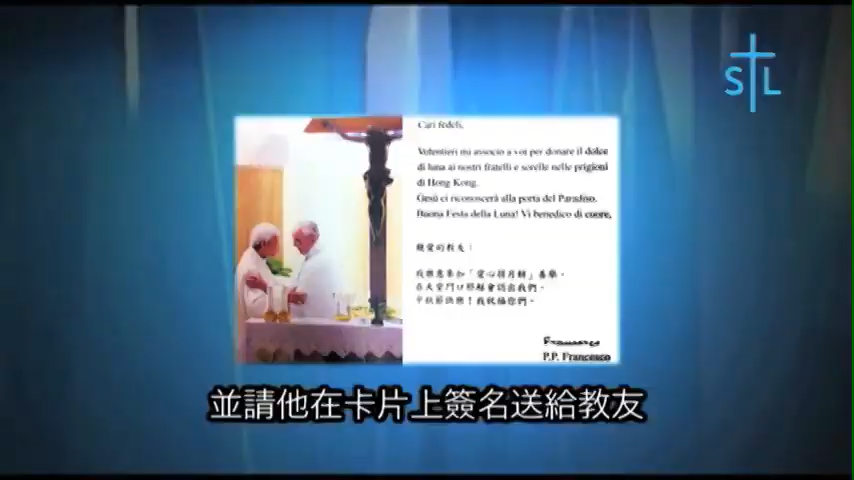 S L
Cari fedeli,
Volentieri mi associo a voi per donare il dolce
di luna ai nostri fratelli e sorelle nelle prigioni
di Hong Kong.
Gesù ci riconoscerà alla porta del Paradiso.
Buona Festa della Luna! Vi benedico di cuore,
親愛的教友：
我樂意參加「愛心捐月餅」善舉。
在天堂門口耶穌會認出我們。
中秋節快樂！我祝福你們。
Francesco
P.P. Francesco
並請他在卡片上簽名送給教友